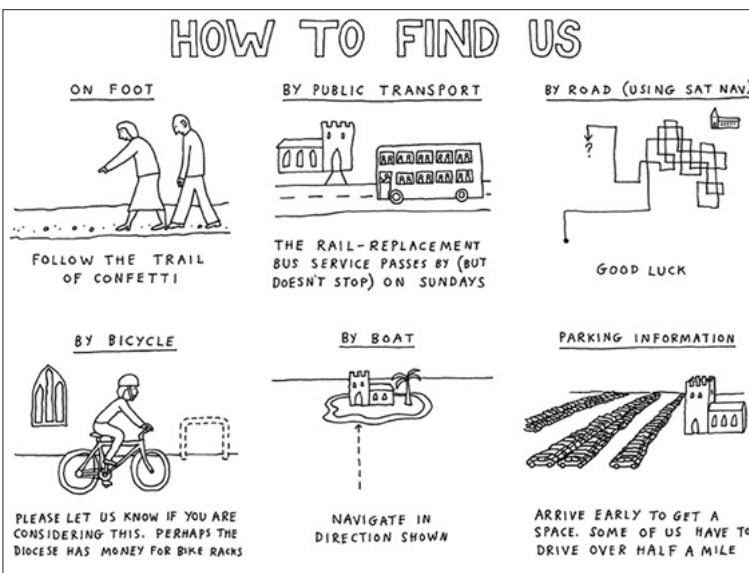 HOW TO FIND US
ON FOOT
FOLLOW THE TRAIL
OF CONFETTI
BY PUBLIC TRANSPORT
THE RAIL-REPLACEMENT
BUS SERVICE PASSES BY (BUT
DOESN'T STOP) ON SUNDAYS
BY ROAD (USING SAT NAV)
?
GOOD LUCK
BY BICYCLE
PLEASE LET US KNOW IF YOU ARE
CONSIDERING THIS. PERHAPS THE
DIOCESE HAS MONEY FOR BIKE RACKS
BY BOAT
NAVIGATE IN
DIRECTION SHOWN
PARKING INFORMATION
ARRIVE EARLY TO GET A
SPACE. SOME OF US HAVE TO
DRIVE OVER HALF A MILE